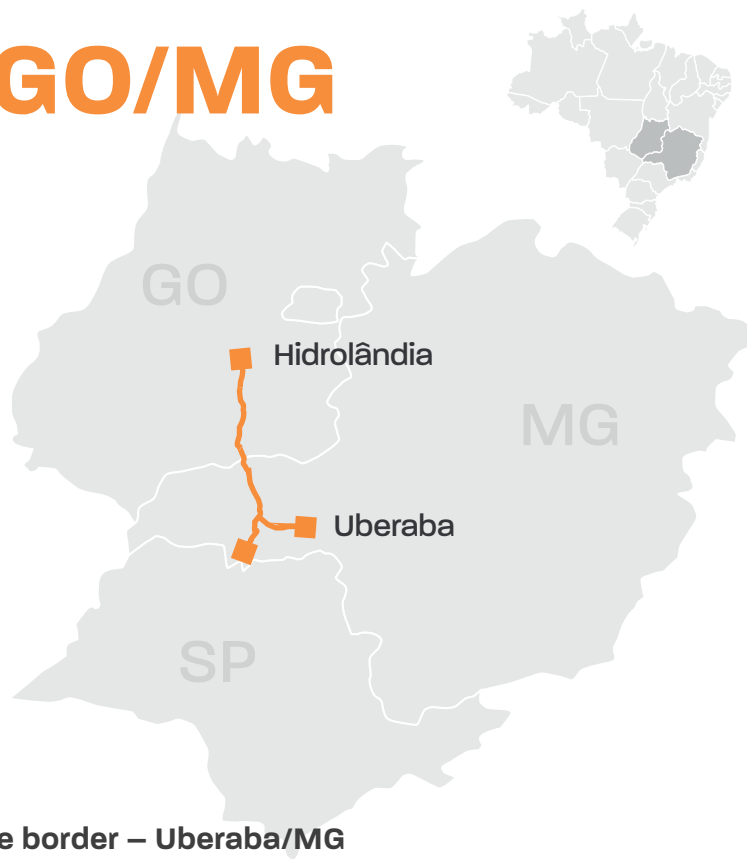 GO/MG
GO
Hidrolândia
MG
Uberaba
SP
e border – Uberaba/MG